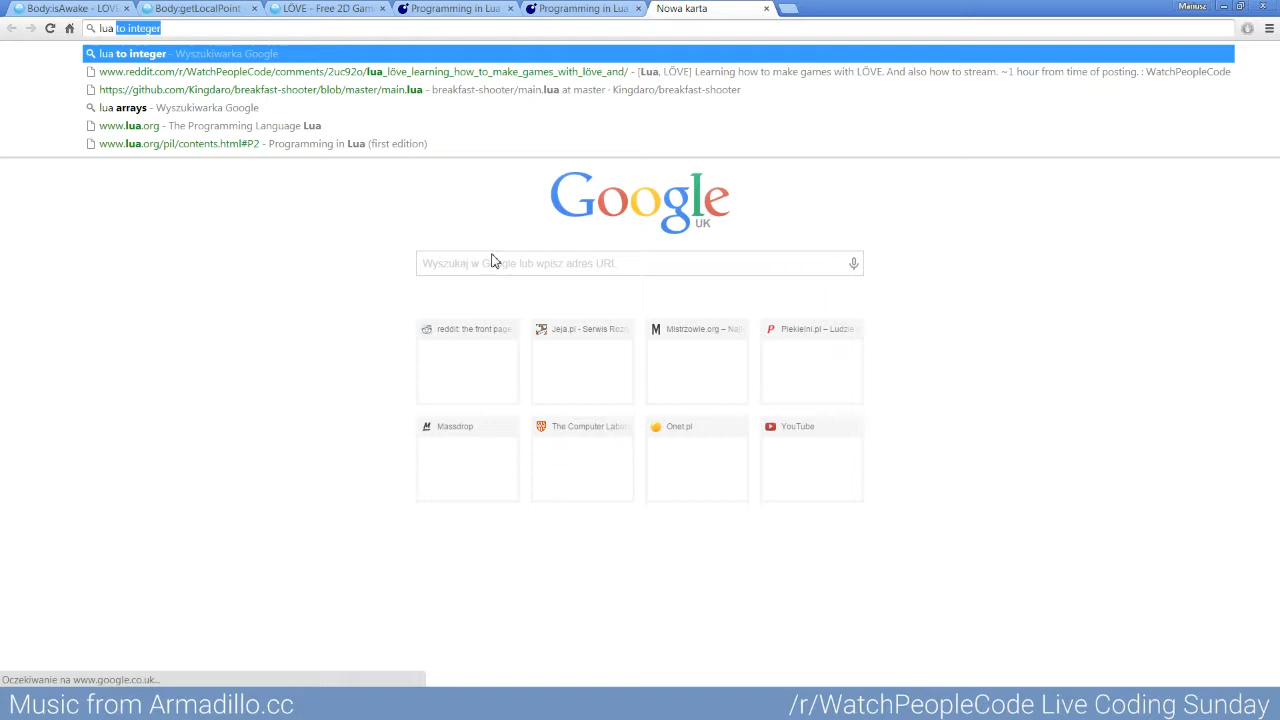 Body:isAwake - LÖVE
Body:getLocalPoint
LÖVE - Free 2D Gam
Programming in Lua
Programming in Lua
Nowa karta
Mariusz
lua to integer
lua to integer - Wyszukiwarka Google
www.reddit.com/r/WatchPeopleCode/comments/2uc92o/lua_löve_learning_how_to_make_games_with_löve_and/ - [Lua, LÖVE] Learning how to make games with LÖVE. And also how to stream. ~1 hour from time of posting. : WatchPeopleCode
https://github.com/Kingdaro/breakfast-shooter/blob/master/main.lua - breakfast-shooter/main.lua at master · Kingdaro/breakfast-shooter
lua arrays - Wyszukiwarka Google
www.lua.org - The Programming Language Lua
www.lua.org/pil/contents.html#P2 - Programming in Lua (first edition)
Google
UK
Wyszukaj w Google lub wpisz adres URL
reddit: the front page
Jeja.pl - Serwis Rozr
Mistrzowie.org – Najl
Piekielni.pl – Ludzie
Massdrop
The Computer Labor
Onet.pl
YouTube
Oczekiwanie na www.google.co.uk...
Music from Armadillo.cc
/r/WatchPeopleCode Live Coding Sunday